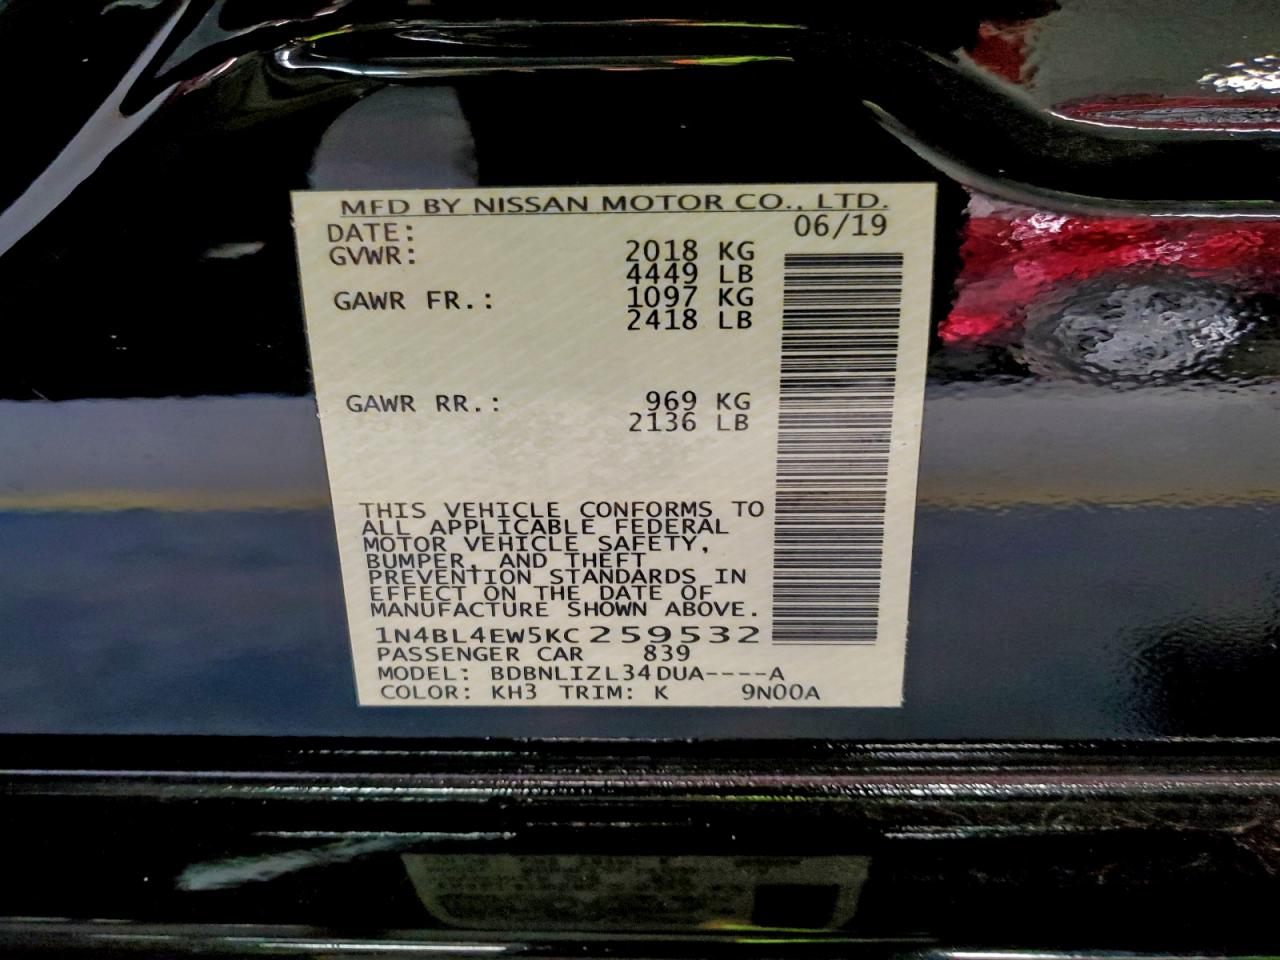 MFD BY NISSAN MOTOR CO., LTD.
DATE: 06/19
GVWR: 2018 KG
4449 LB
GAWR FR.: 1097 KG
2418 LB
GAWR RR.: 969 KG
2136 LB
THIS VEHICLE CONFORMS TO
ALL APPLICABLE FEDERAL
MOTOR VEHICLE SAFETY,
BUMPER, AND THEFT
PREVENTION STANDARDS IN
EFFECT ON THE DATE OF
MANUFACTURE SHOWN ABOVE.
1N4BL4EW5KC259532
PASSENGER CAR 839
MODEL: BDBNLIZL34DUA----A
COLOR: KH3 TRIM: K 9N00A